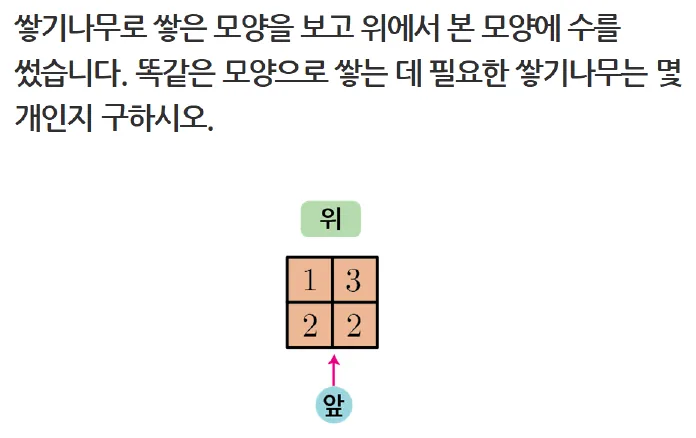 쌓기나무로 쌓은 모양을 보고 위에서 본 모양에 수를
썼습니다. 똑같은 모양으로 쌓는 데 필요한 쌓기나무는 몇
개인지 구하시오.
위
1 3
2 2
앞